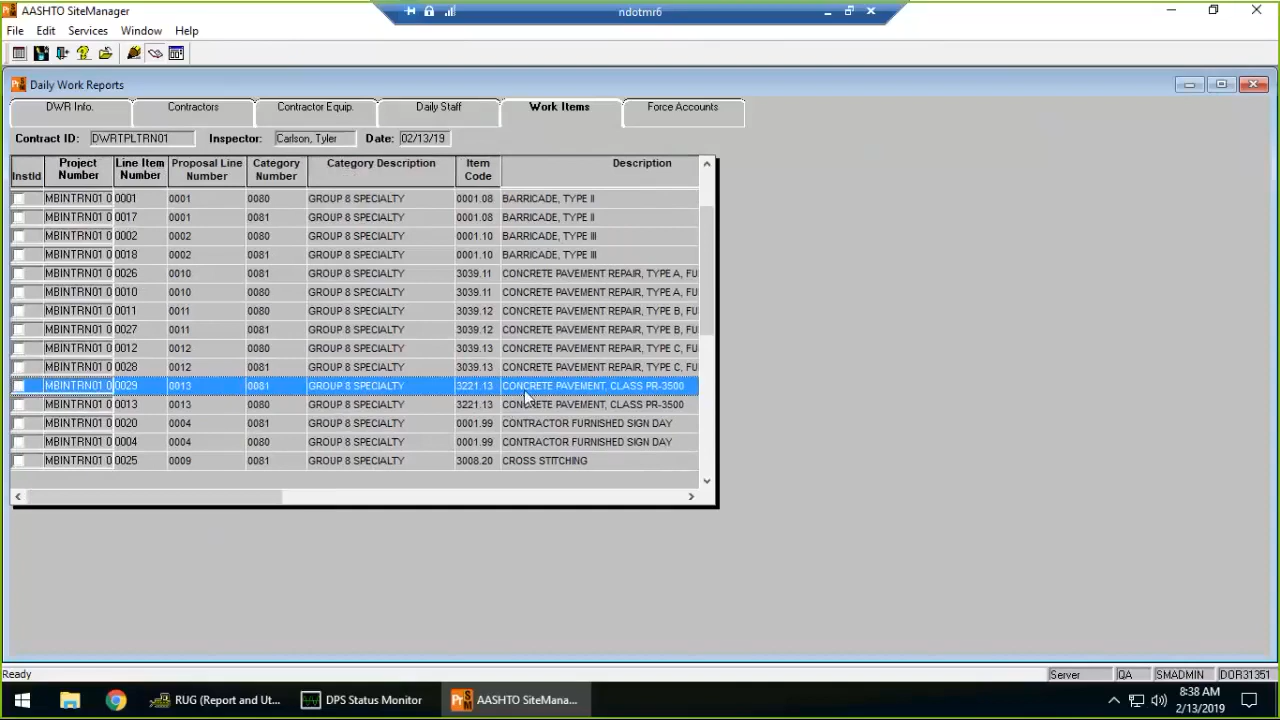 AASHTO SiteManager
ndotmr6
File Edit Services Window Help
Daily Work Reports
DWR Info. Contractors Contractor Equip. Daily Staff Work Items Force Accounts
Contract ID: DWRTPLTRN01 Inspector: Carlson, Tyler Date: 02/13/19
InstId Project Number Line Item Number Proposal Line Number Category Number Category Description Item Code Description
MBINTRN01 0 0001 0001 0080 GROUP 8 SPECIALTY 0001.08 BARRICADE, TYPE II
MBINTRN01 0 0017 0001 0081 GROUP 8 SPECIALTY 0001.08 BARRICADE, TYPE II
MBINTRN01 0 0002 0002 0080 GROUP 8 SPECIALTY 0001.10 BARRICADE, TYPE III
MBINTRN01 0 0018 0002 0081 GROUP 8 SPECIALTY 0001.10 BARRICADE, TYPE III
MBINTRN01 0 0026 0010 0081 GROUP 8 SPECIALTY 3039.11 CONCRETE PAVEMENT REPAIR, TYPE A, FU
MBINTRN01 0 0010 0010 0080 GROUP 8 SPECIALTY 3039.11 CONCRETE PAVEMENT REPAIR, TYPE A, FU
MBINTRN01 0 0011 0011 0080 GROUP 8 SPECIALTY 3039.12 CONCRETE PAVEMENT REPAIR, TYPE B, FU
MBINTRN01 0 0027 0011 0081 GROUP 8 SPECIALTY 3039.12 CONCRETE PAVEMENT REPAIR, TYPE B, FU
MBINTRN01 0 0012 0012 0080 GROUP 8 SPECIALTY 3039.13 CONCRETE PAVEMENT REPAIR, TYPE C, FU
MBINTRN01 0 0028 0012 0081 GROUP 8 SPECIALTY 3039.13 CONCRETE PAVEMENT REPAIR, TYPE C, FU
MBINTRN01 0 0029 0013 0081 GROUP 8 SPECIALTY 3221.13 CONCRETE PAVEMENT, CLASS PR-3500
MBINTRN01 0 0013 0013 0080 GROUP 8 SPECIALTY 3221.13 CONCRETE PAVEMENT, CLASS PR-3500
MBINTRN01 0 0020 0004 0081 GROUP 8 SPECIALTY 0001.99 CONTRACTOR FURNISHED SIGN DAY
MBINTRN01 0 0004 0004 0080 GROUP 8 SPECIALTY 0001.99 CONTRACTOR FURNISHED SIGN DAY
MBINTRN01 0 0025 0009 0081 GROUP 8 SPECIALTY 3008.20 CROSS STITCHING
Ready Server QA SMADMIN DOR31351
RUG (Report and Ut... DPS Status Monitor AASHTO SiteMana... 8:38 AM
2/13/2019